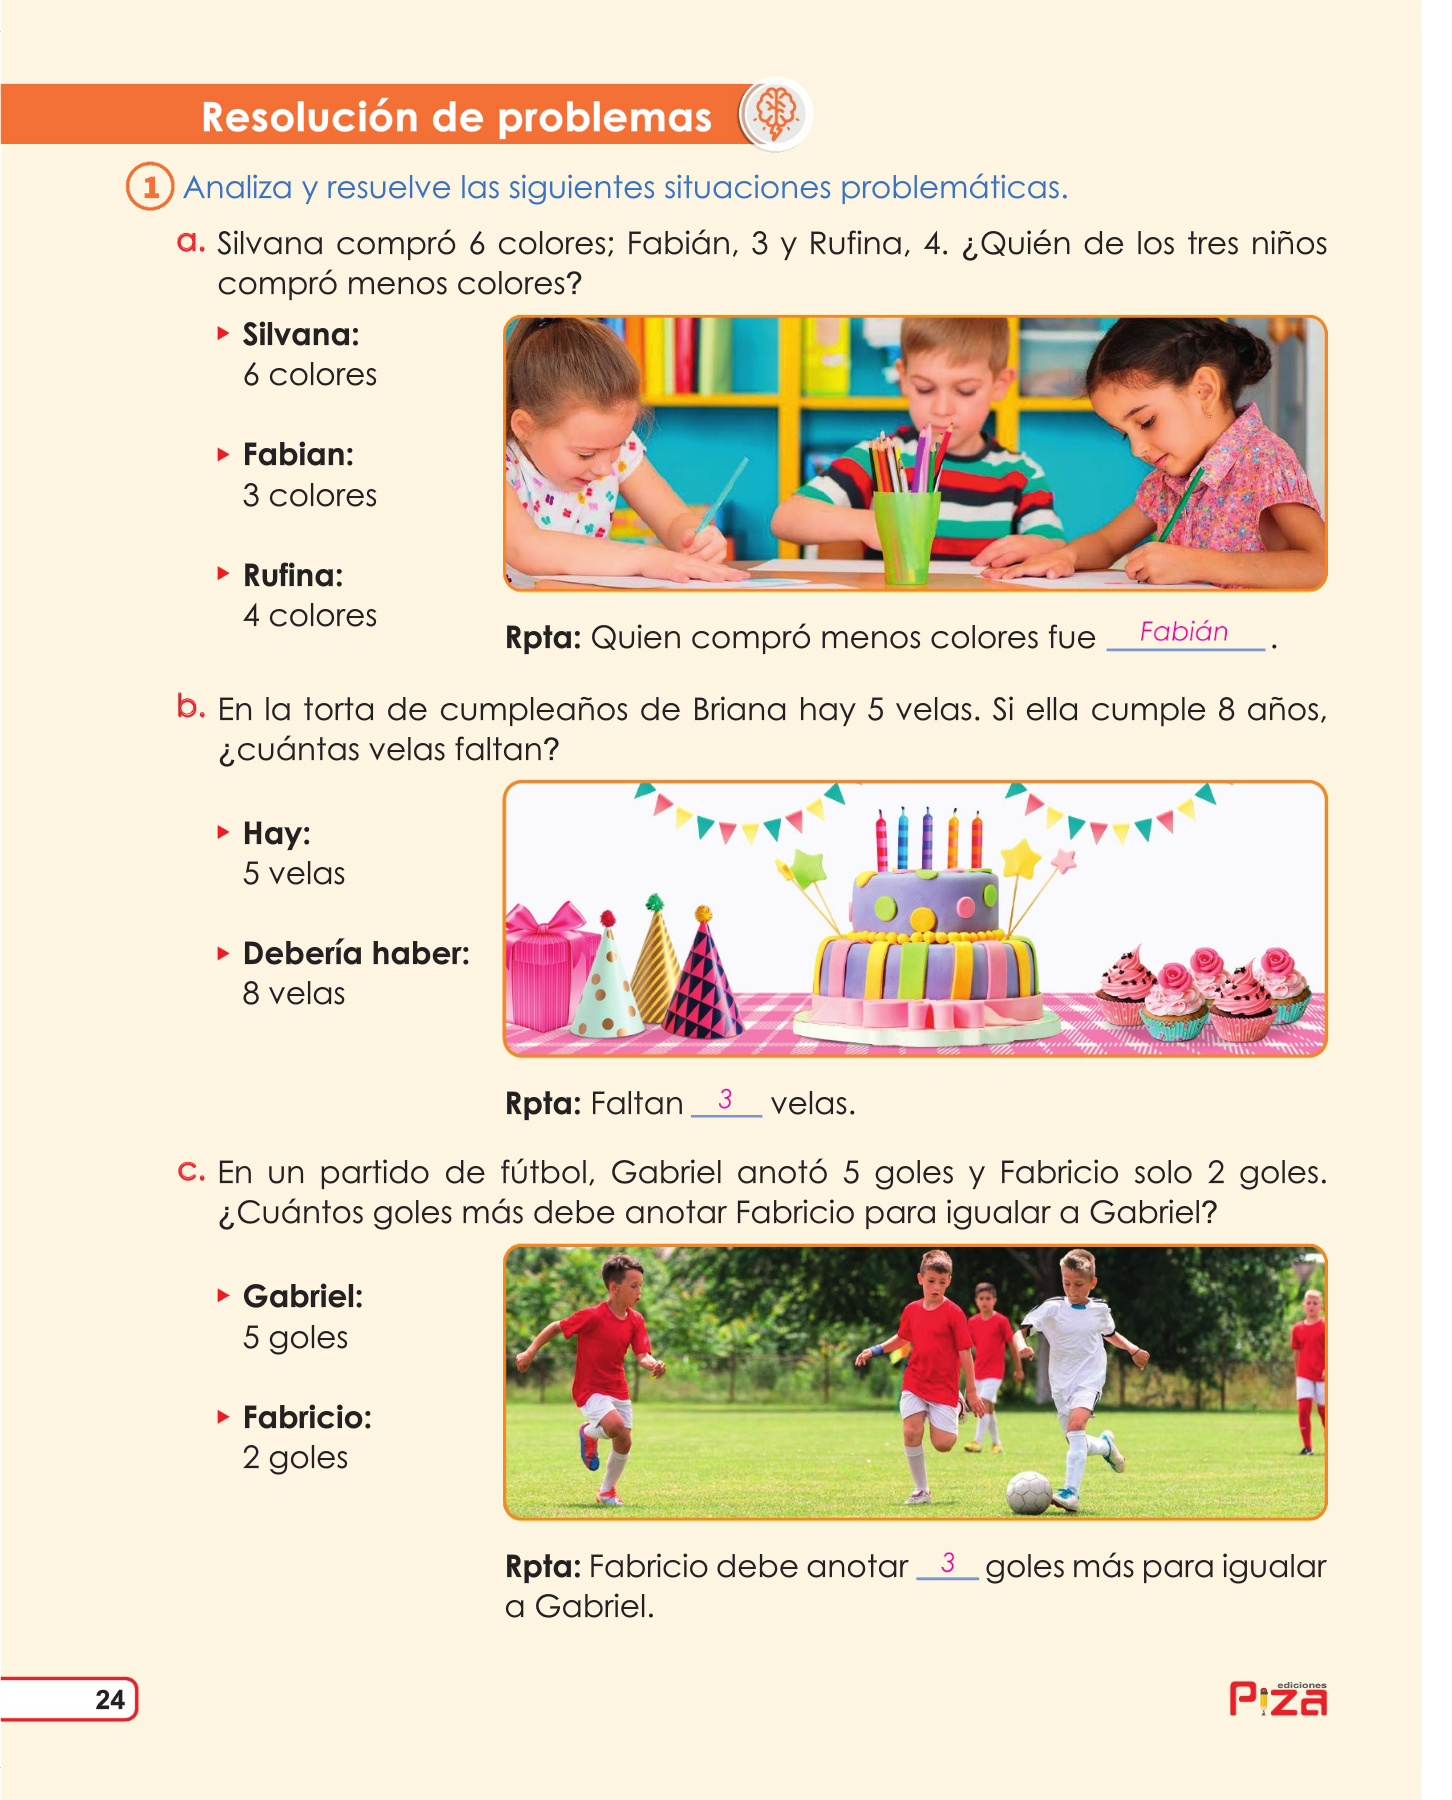 Resolución de problemas
1 Analiza y resuelve las siguientes situaciones problemáticas.
a. Silvana compró 6 colores; Fabián, 3 y Rufina, 4. ¿Quién de los tres niños
compró menos colores?
Silvana:
6 colores
Fabian:
3 colores
Rufina:
4 colores
Rpta: Quien compró menos colores fue Fabián.
b. En la torta de cumpleaños de Briana hay 5 velas. Si ella cumple 8 años,
¿cuántas velas faltan?
Hay:
5 velas
Debería haber:
8 velas
Rpta: Faltan 3 velas.
c. En un partido de fútbol, Gabriel anotó 5 goles y Fabricio solo 2 goles.
¿Cuántos goles más debe anotar Fabricio para igualar a Gabriel?
Gabriel:
5 goles
Fabricio:
2 goles
Rpta: Fabricio debe anotar 3 goles más para igualar
a Gabriel.
24
ediciones
Piza